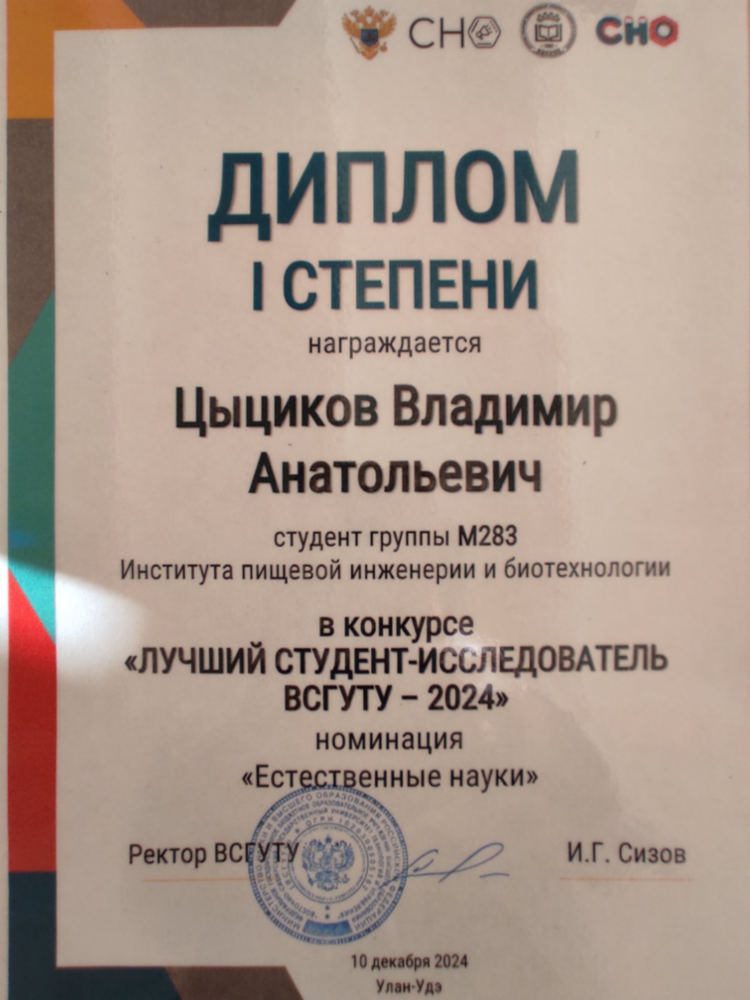 СНО
СНО
ДИПЛОМ
I СТЕПЕНИ
награждается
Цыциков Владимир
Анатольевич
студент группы М283
Института пищевой инженерии и биотехнологии
в конкурсе
«ЛУЧШИЙ СТУДЕНТ-ИССЛЕДОВАТЕЛЬ
ВСГУТУ – 2024»
номинация
«Естественные науки»
Ректор ВСГУТУ
И.Г. Сизов
10 декабря 2024
Улан-Удэ